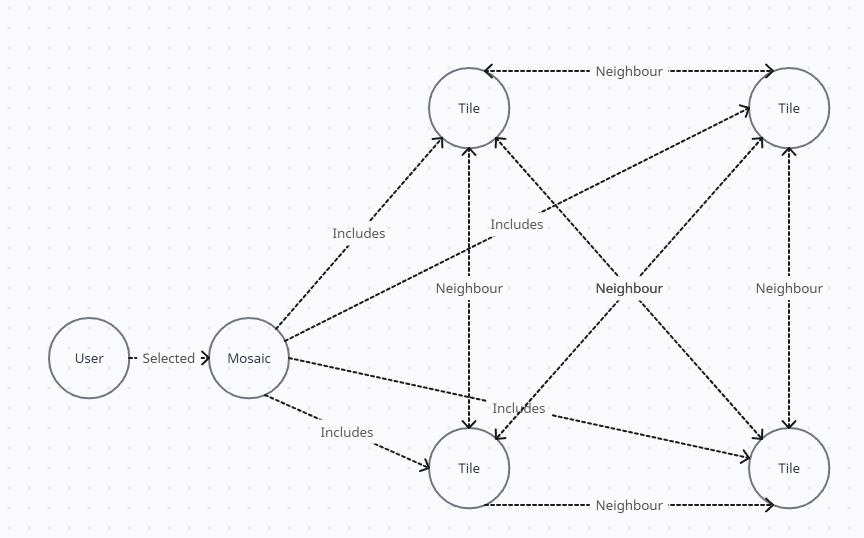 Neighbour
Tile
Tile
Includes
Includes
Neighbour
Neighbour
Neighbour
User
Selected
Mosaic
Includes
Includes
Tile
Tile
Neighbour